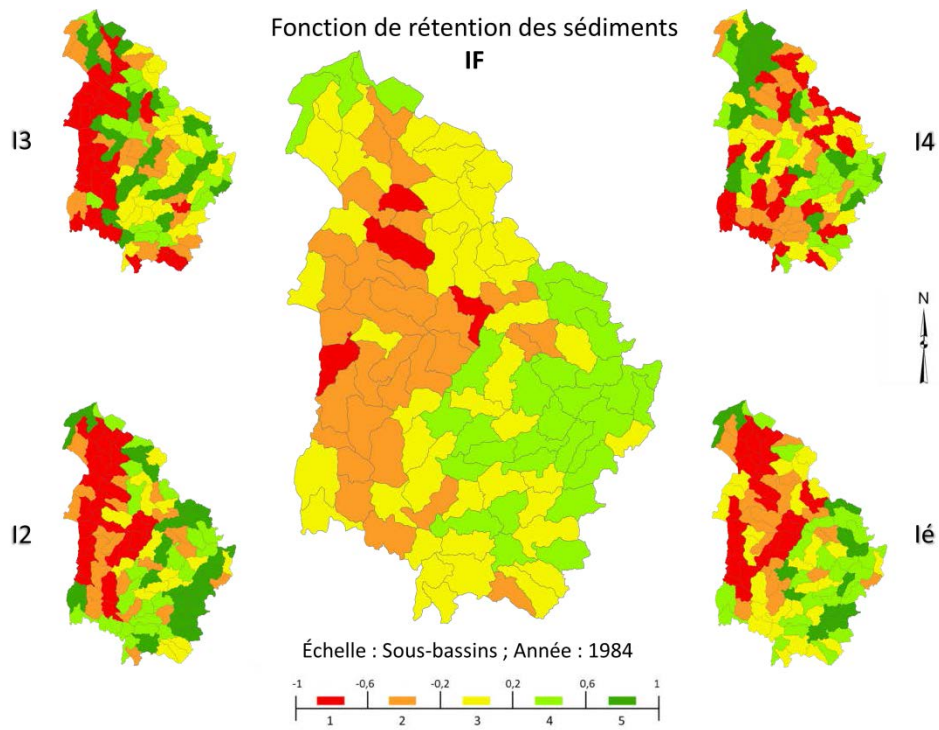 Fonction de rétention des sédiments
IF
I3
I4
N
I2
Ié
Échelle : Sous-bassins ; Année : 1984
-1 -0,6 -0,2 0,2 0,6 1
1 2 3 4 5